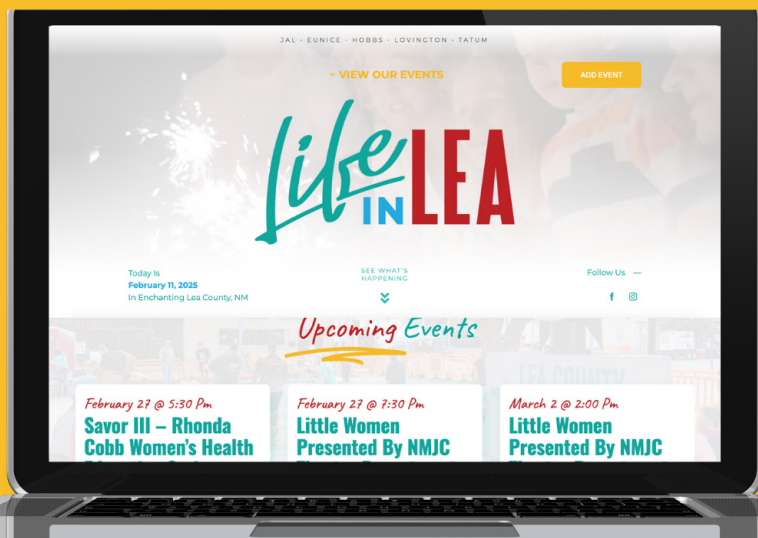 JAL - EUNICE - HOBBS - LOVINGTON - TATUM
VIEW OUR EVENTS
ADD EVENT
Life
IN LEA
Today Is
February 11, 2025
In Enchanting Lea County, NM
SEE WHAT'S
HAPPENING
Follow Us —
Upcoming Events
LEA COUNTY
February 27 @ 5:30 Pm
Savor III – Rhonda
Cobb Women's Health
February 27 @ 7:30 Pm
Little Women
Presented By NMJC
March 2 @ 2:00 Pm
Little Women
Presented By NMJC